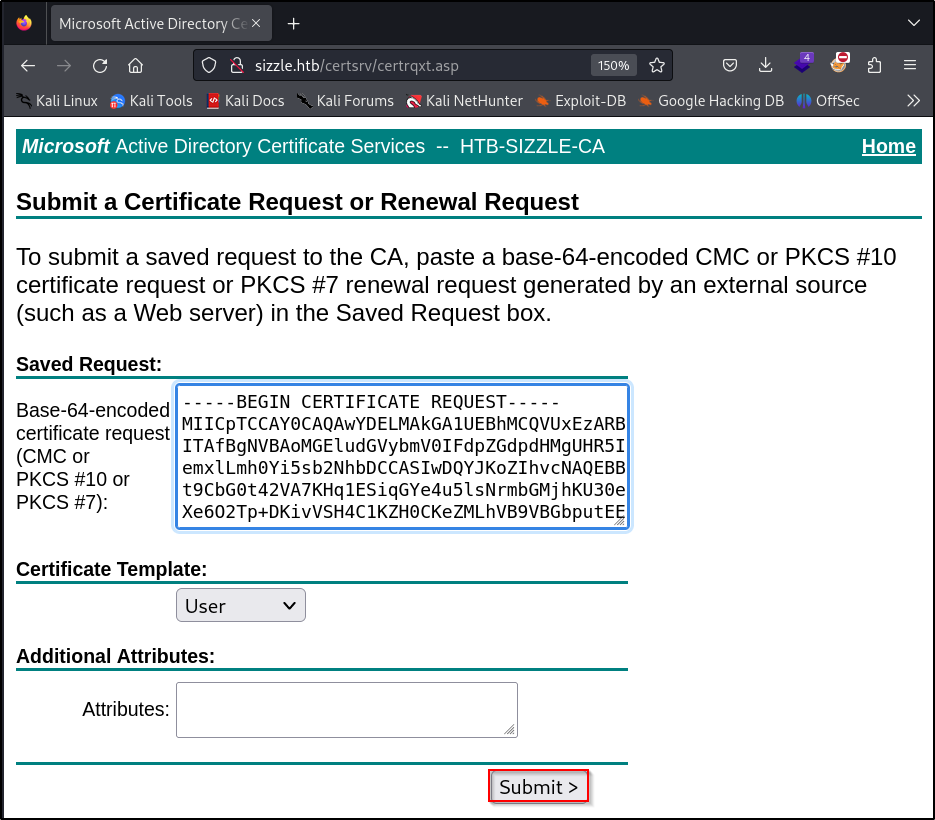 Microsoft Active Directory Ce
sizzle.htb/certsrv/certrqxt.asp
150%
4
Kali Linux
Kali Tools
Kali Docs
Kali Forums
Kali NetHunter
Exploit-DB
Google Hacking DB
OffSec
Microsoft Active Directory Certificate Services -- HTB-SIZZLE-CA
Home
Submit a Certificate Request or Renewal Request
To submit a saved request to the CA, paste a base-64-encoded CMC or PKCS #10
certificate request or PKCS #7 renewal request generated by an external source
(such as a Web server) in the Saved Request box.
Saved Request:
Base-64-encoded
certificate request
(CMC or
PKCS #10 or
PKCS #7):
-----BEGIN CERTIFICATE REQUEST-----
MIICpTCCAY0CAQAwYDELMAkGA1UEBhMCQVUxEzARB
ITAfBgNVBAoMGEludGVybmV0IFdpZGdpdHMgUHR5I
emxlLmh0Yi5sb2NhbDCCASIwDQYJKoZIhvcNAQEBB
t9CbG0t42VA7KHq1ESiqGYe4u5lsNrmbGMjhKU30e
Xe6O2Tp+DKivVSH4C1KZH0CKeZMLhVB9VBGbputEE
Certificate Template:
User
Additional Attributes:
Attributes:
Submit >